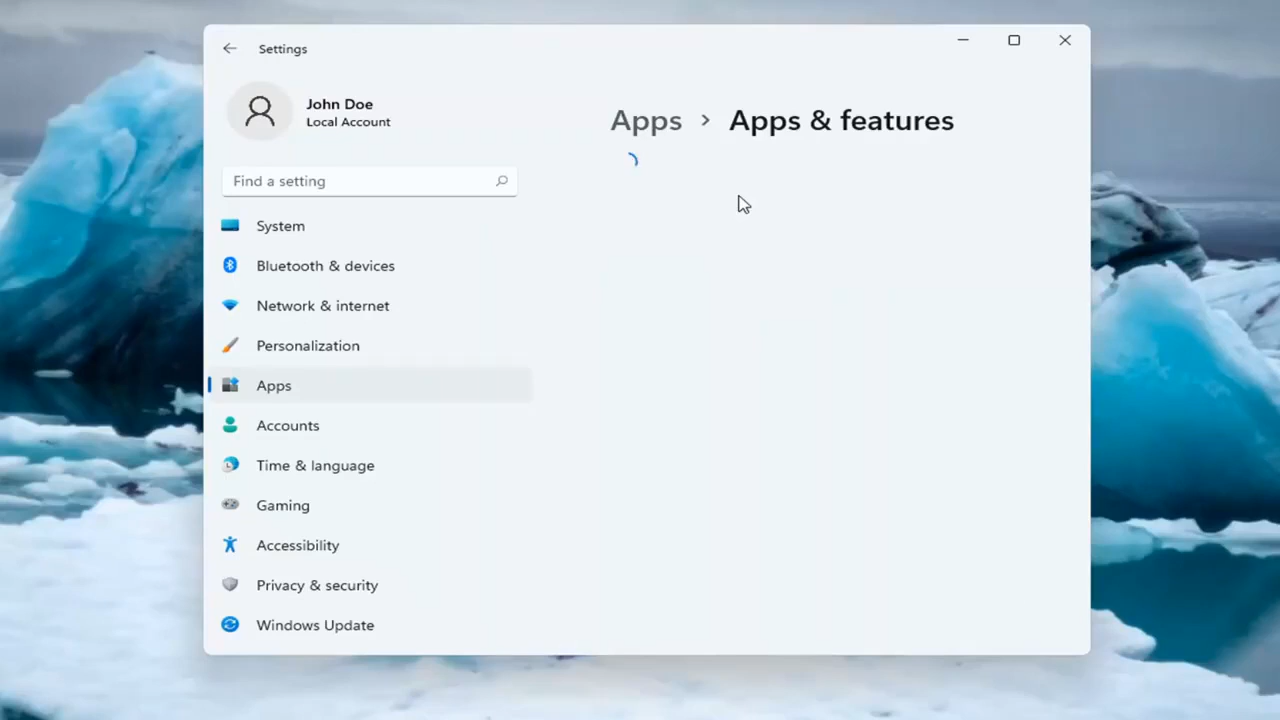 Settings
John Doe
Local Account
Find a setting
System
Bluetooth & devices
Network & internet
Personalization
Apps
Accounts
Time & language
Gaming
Accessibility
Privacy & security
Windows Update
Apps > Apps & features